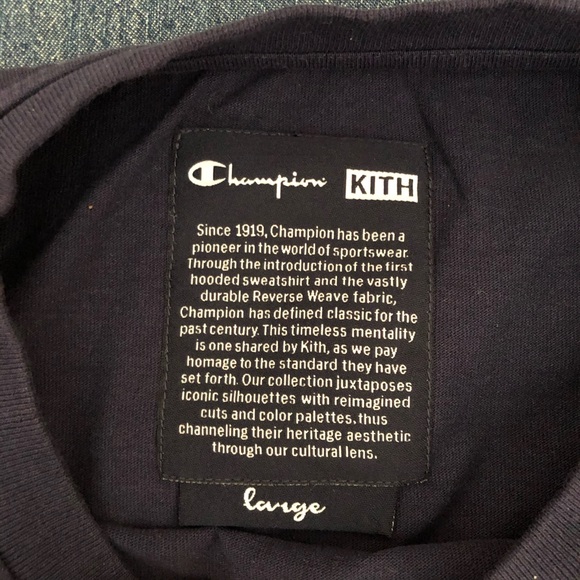 Champion KITH
Since 1919, Champion has been a
pioneer in the world of sportswear.
Through the introduction of the first
hooded sweatshirt and the vastly
durable Reverse Weave fabric,
Champion has defined classic for the
past century. This timeless mentality
is one shared by Kith, as we pay
homage to the standard they have
set forth. Our collection juxtaposes
iconic silhouettes with reimagined
cuts and color palettes, thus
channeling their heritage aesthetic
through our cultural lens.
large